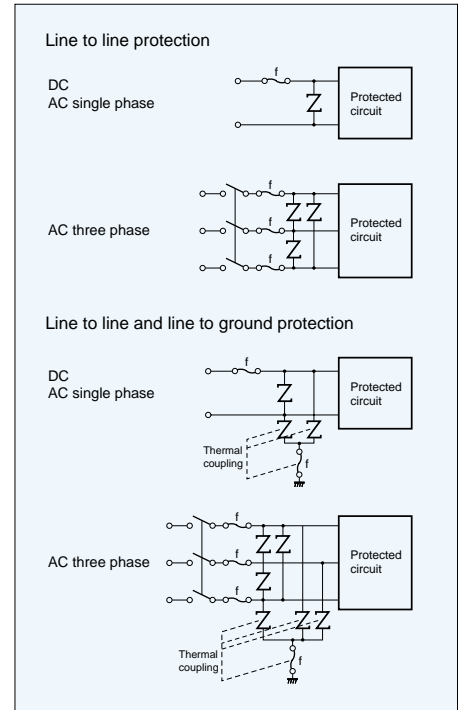 Line to line protection
DC
AC single phase
f
Protected
circuit
AC three phase
f
f
f
Protected
circuit
Line to line and line to ground protection
DC
AC single phase
f
Protected
circuit
Thermal
coupling
f
AC three phase
f
f
f
Protected
circuit
Thermal
coupling
f